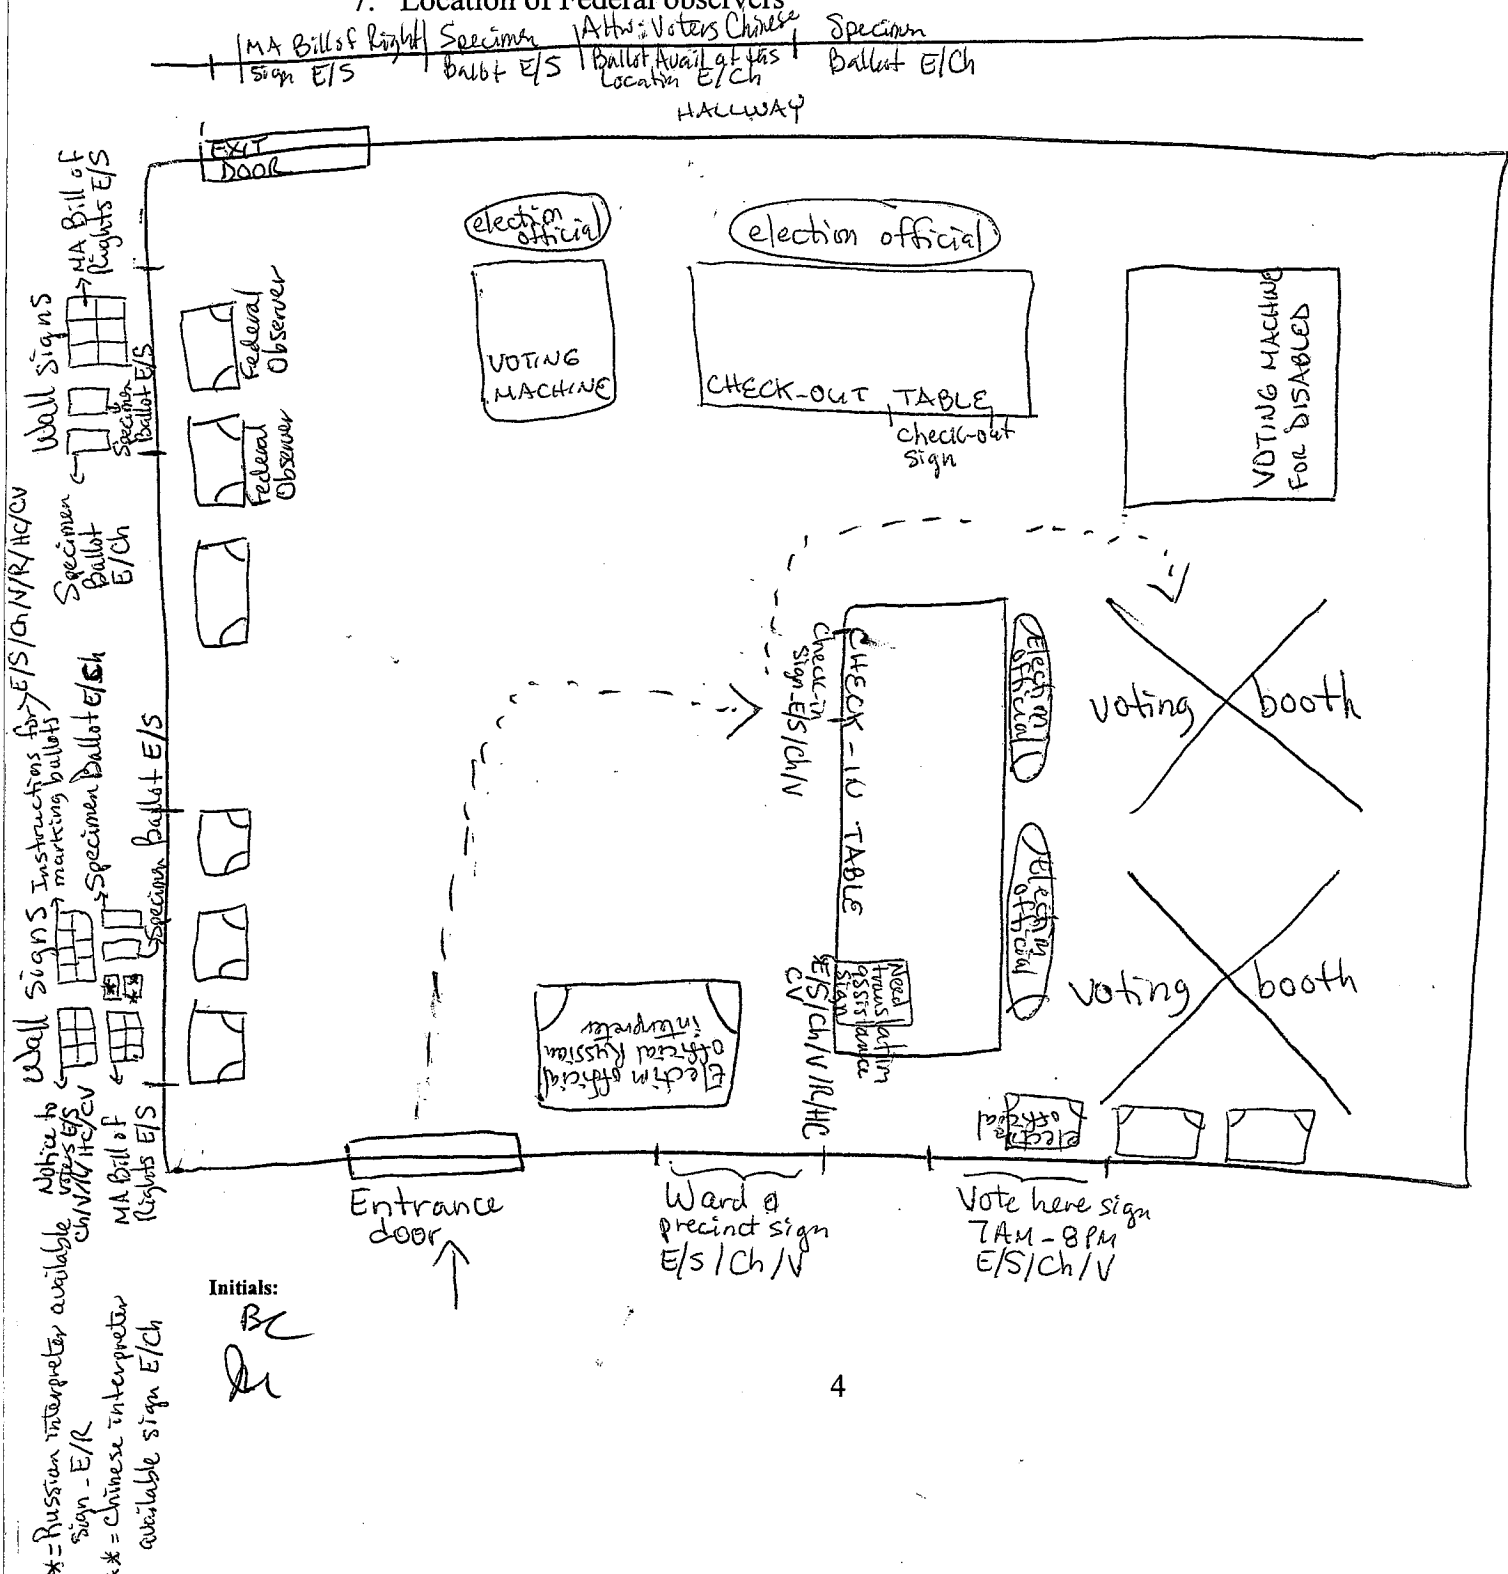 7. Location of Federal observers
MA Bill of Right
Sign E/S
Specimen
Ballot E/S
Attn: Voters Chinese
Ballot Avail at this
Location E/Ch
Specimen
Ballot E/Ch
HALLWAY
EXIT
DOOR
election
official
election official
VOTING
MACHINE
CHECK-OUT TABLE
Check-out
Sign
VOTING MACHINE
FOR DISABLED
Federal
Observer
Federal
Observer
Wall Signs
MA Bill of
Rights E/S
Specimen
Ballot E/S
Specimen
Ballot
E/Ch
Check-in
Sign-E/S/Ch/V
CHECK-IN TABLE
Election
official
Election
official
voting booth
voting booth
Need
translation
assistance
sign
E/S/Ch/V/R/HC
CV
Election official
official Russian
interpreter
election
official
Wall Signs
Instructions for
marking ballots
E/S/Ch/V/R/HC/CV
Specimen Ballot E/Ch
Specimen Ballot E/S
Notice to
Voters E/S
Ch/V/R/HC/CV
MA Bill of
Rights E/S
Entrance
door
Ward &
precinct sign
E/S/Ch/V
Vote here sign
7AM-8PM
E/S/Ch/V
*=Russian interpreter available
sign-E/R
**=Chinese interpreter
available sign E/Ch
Initials:
BC
4